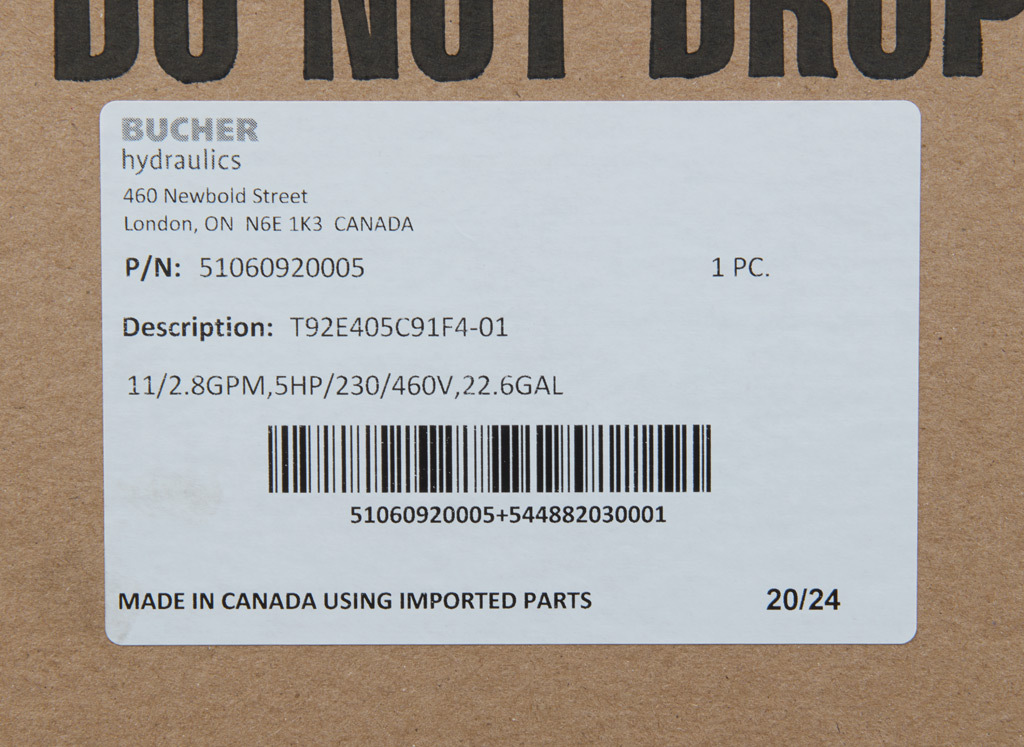 DO NOT DROP
BUCHER
hydraulics
460 Newbold Street
London, ON N6E 1K3 CANADA
P/N: 51060920005 1 PC.
Description: T92E405C91F4-01
11/2.8GPM,5HP/230/460V,22.6GAL
51060920005+544882030001
MADE IN CANADA USING IMPORTED PARTS 20/24